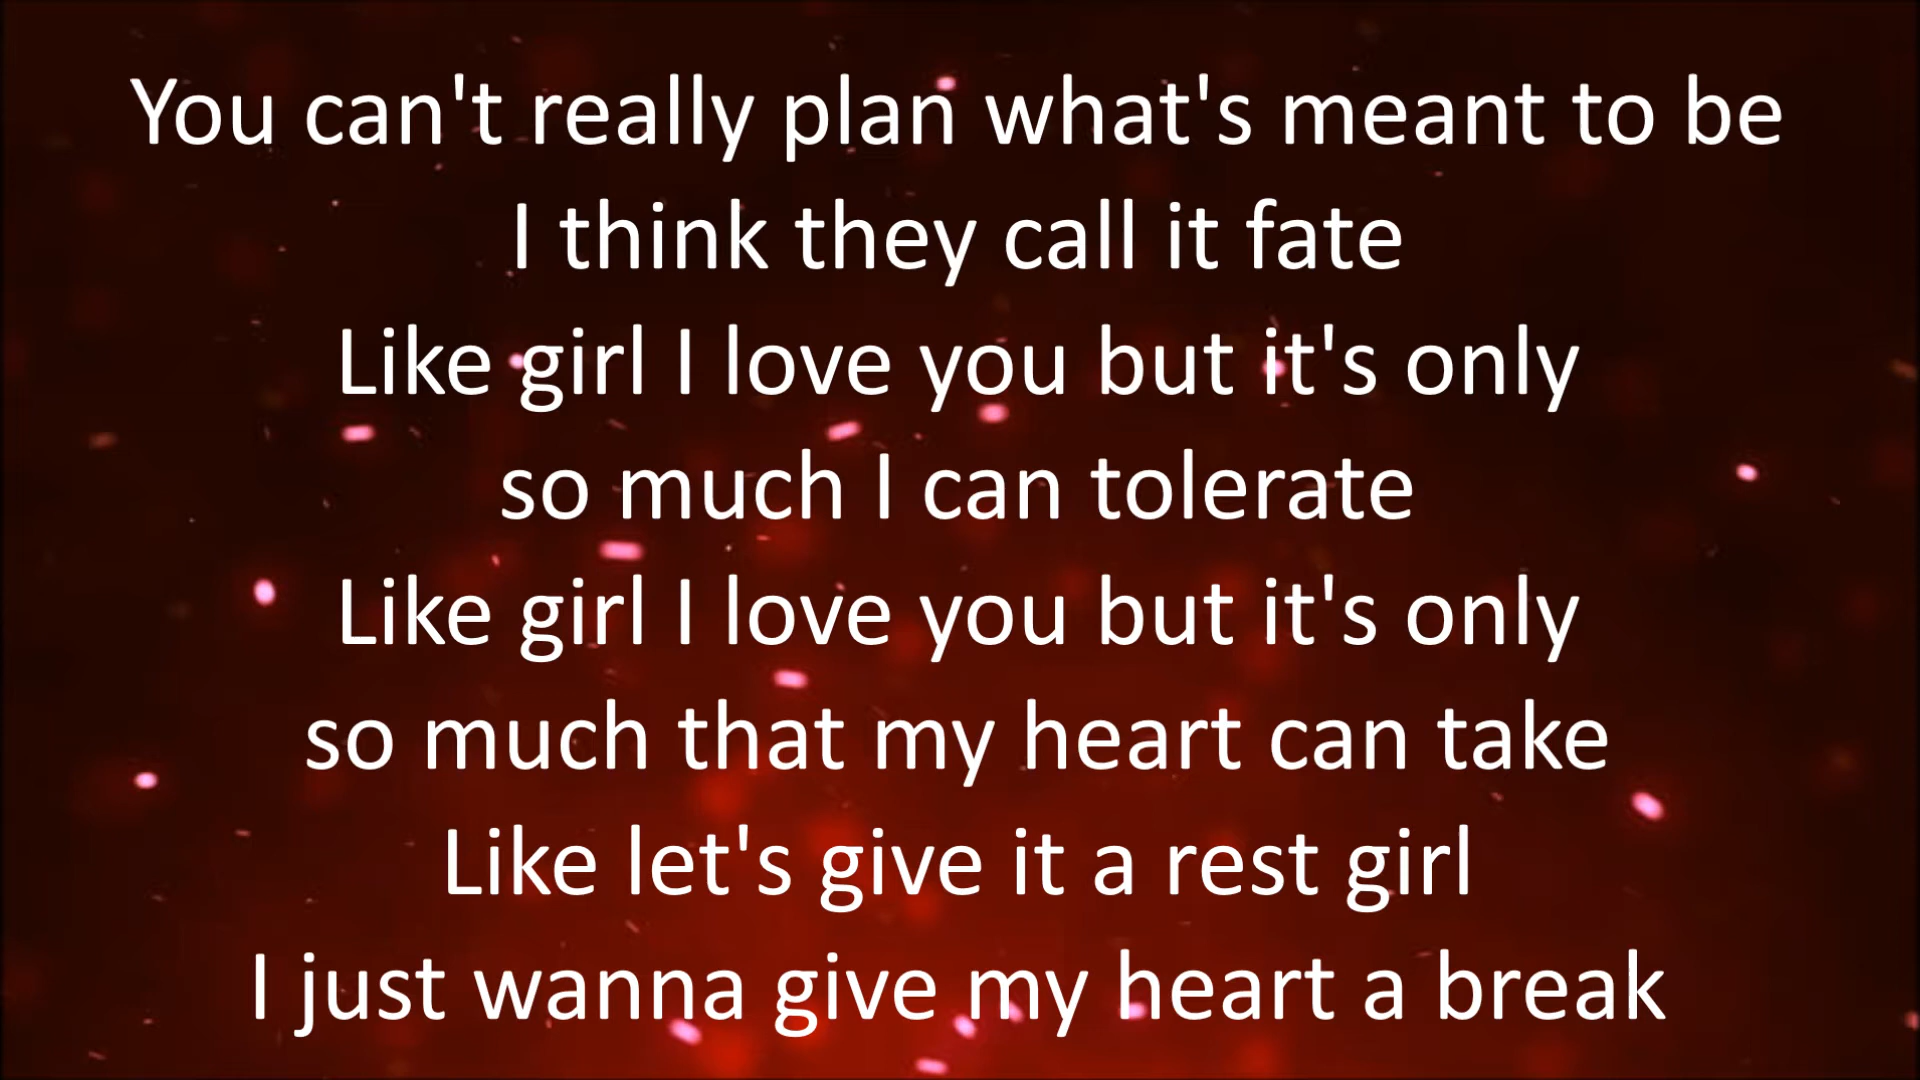 You can't really plan what's meant to be
I think they call it fate
Like girl I love you but it's only
so much I can tolerate
Like girl I love you but it's only
so much that my heart can take
Like let's give it a rest girl
I just wanna give my heart a break